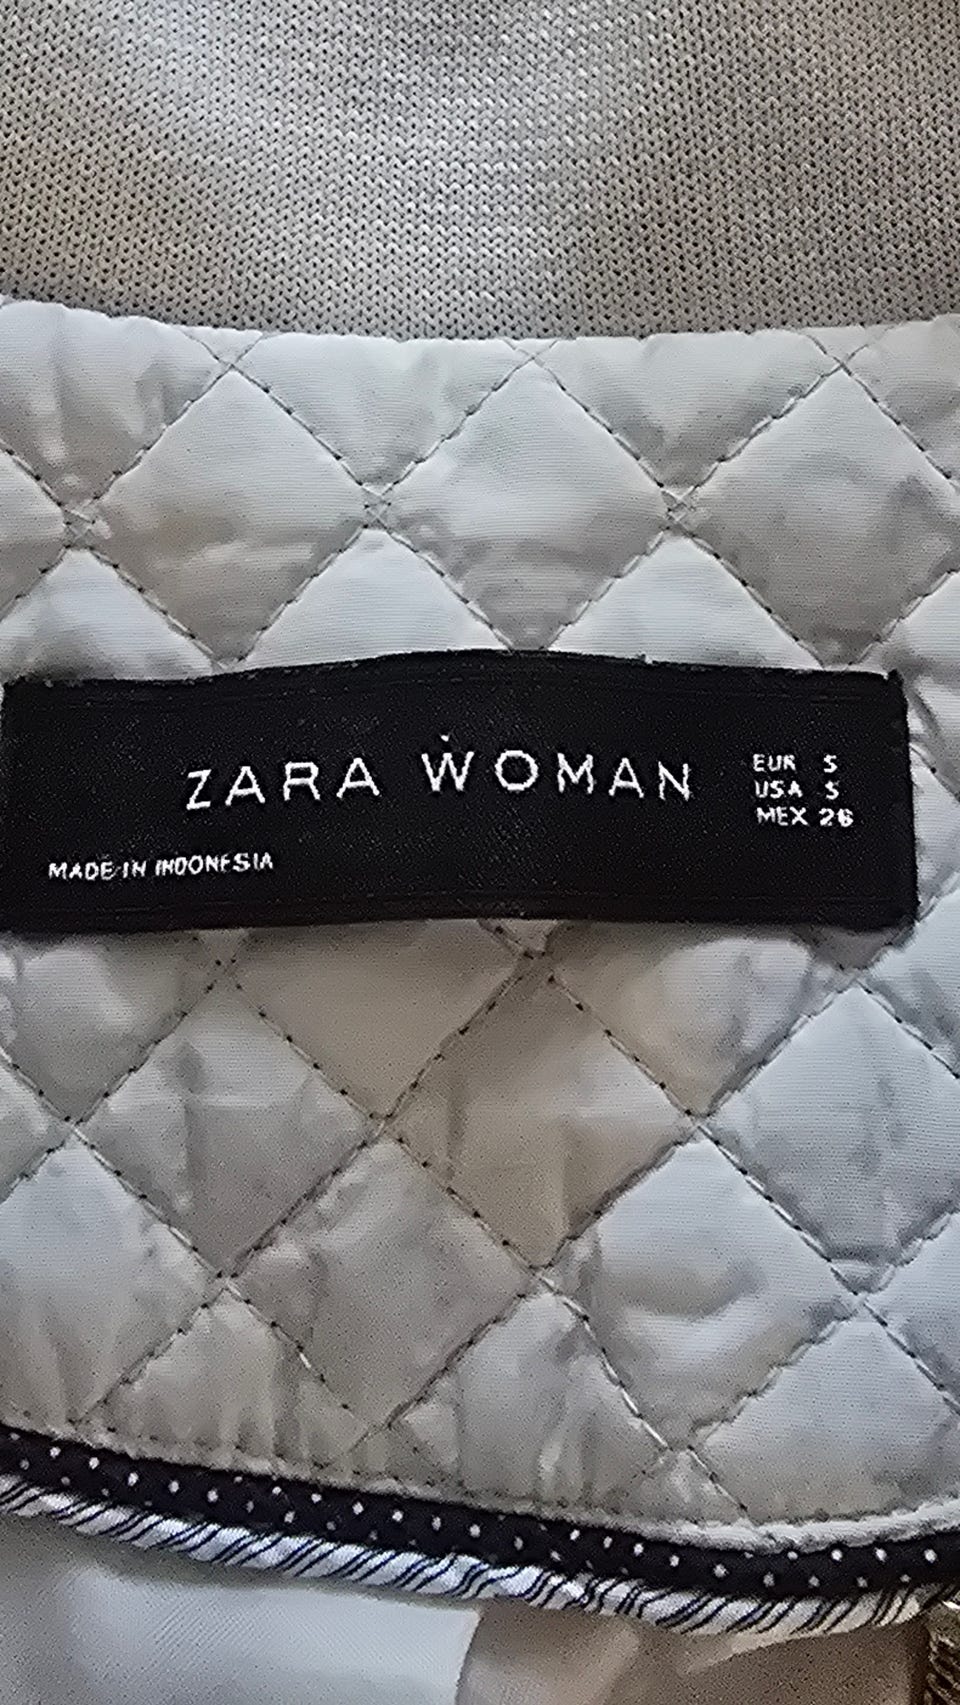 ZARA WOMAN
EUR S
USA S
MEX 26
MADE IN INDONESIA